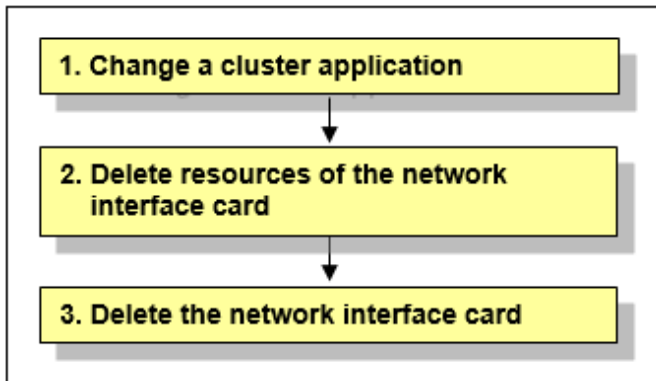 1. Change a cluster application
2. Delete resources of the network
interface card
3. Delete the network interface card